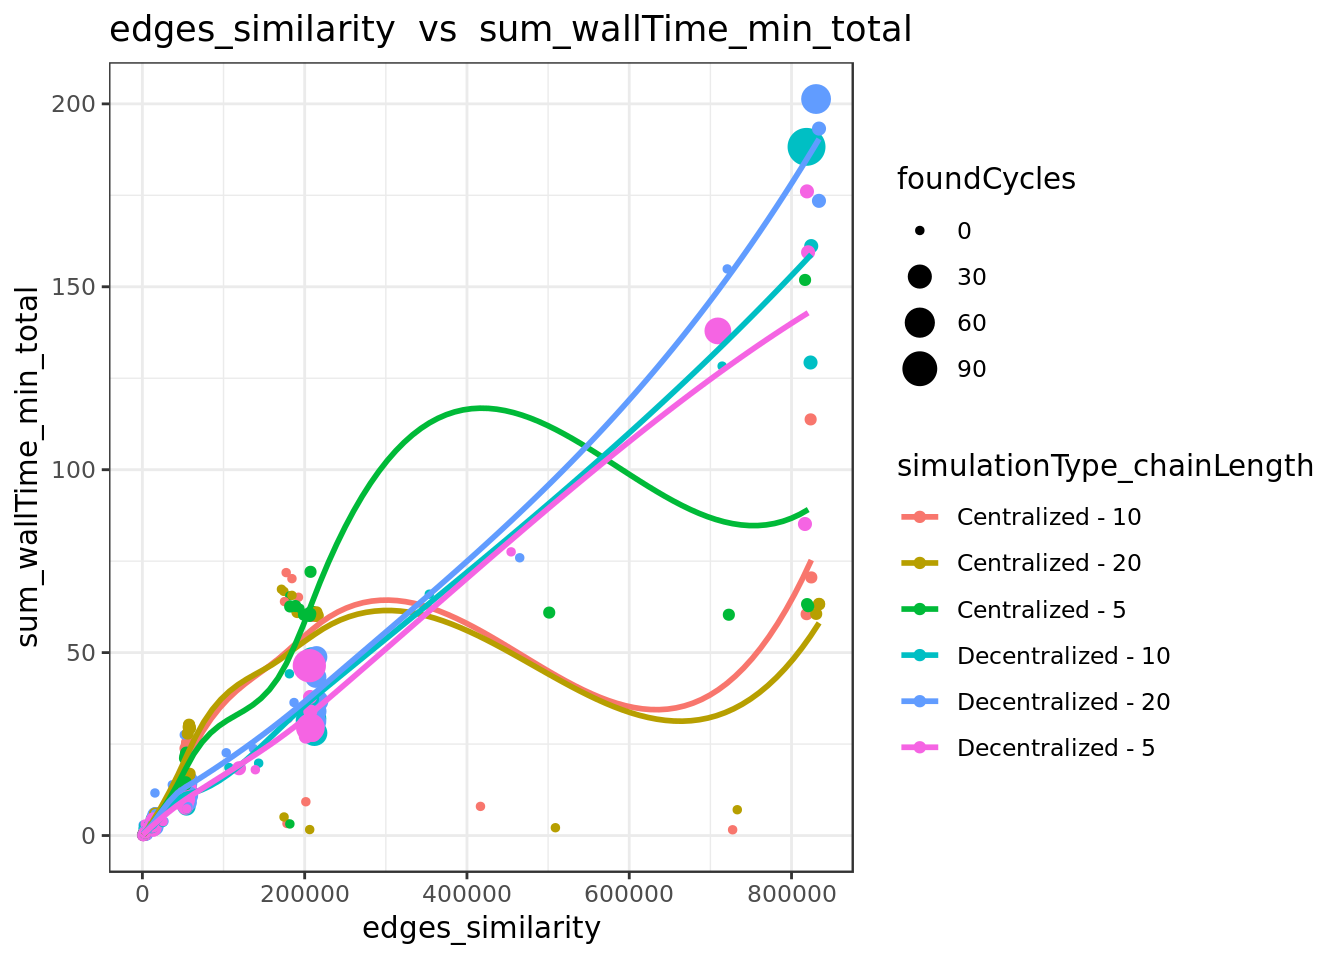 edges_similarity vs sum_wallTime_min_total
sum_wallTime_min_total
200
150
100
50
0
0 200000 400000 600000 800000
edges_similarity
foundCycles
0
30
60
90
simulationType_chainLength
Centralized - 10
Centralized - 20
Centralized - 5
Decentralized - 10
Decentralized - 20
Decentralized - 5